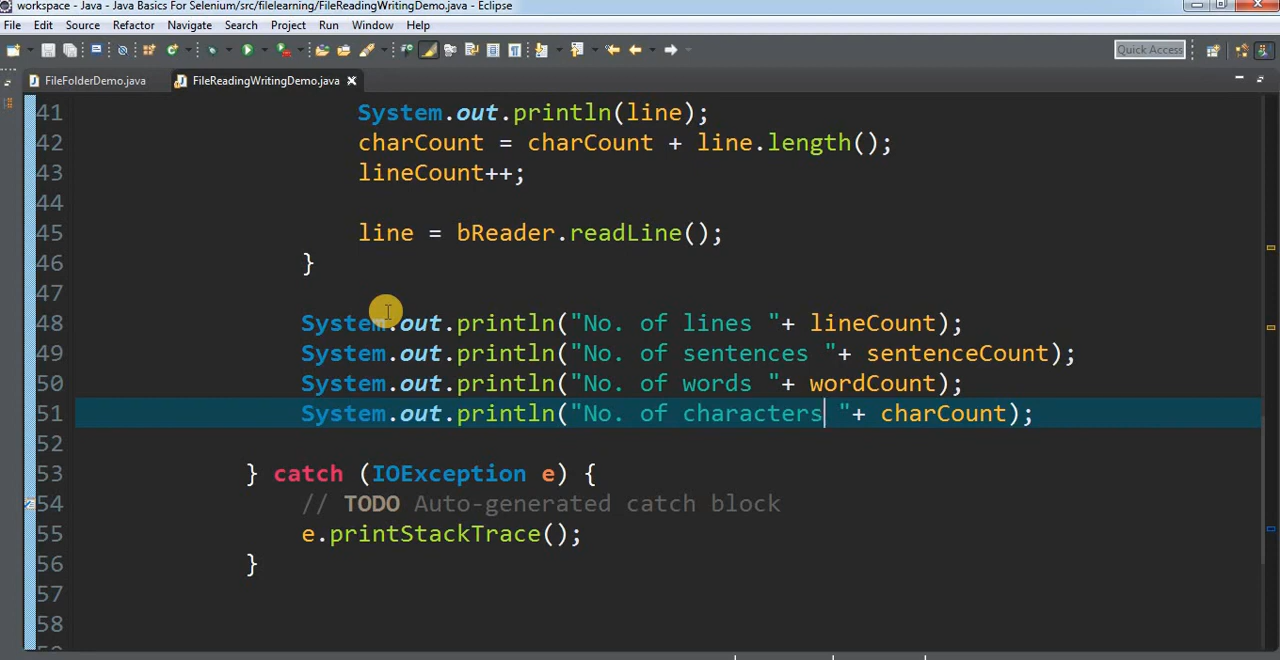 workspace - Java - Java Basics For Selenium/src/filelearning/FileReadingWritingDemo.java - Eclipse
File Edit Source Refactor Navigate Search Project Run Window Help
Quick Access
FileFolderDemo.java FileReadingWritingDemo.java
41 System.out.println(line);
42 charCount = charCount + line.length();
43 lineCount++;
44
45 line = bReader.readLine();
46 }
47
48 System.out.println("No. of lines "+ lineCount);
49 System.out.println("No. of sentences "+ sentenceCount);
50 System.out.println("No. of words "+ wordCount);
51 System.out.println("No. of characters "+ charCount);
52
53 } catch (IOException e) {
54 // TODO Auto-generated catch block
55 e.printStackTrace();
56 }
57
58